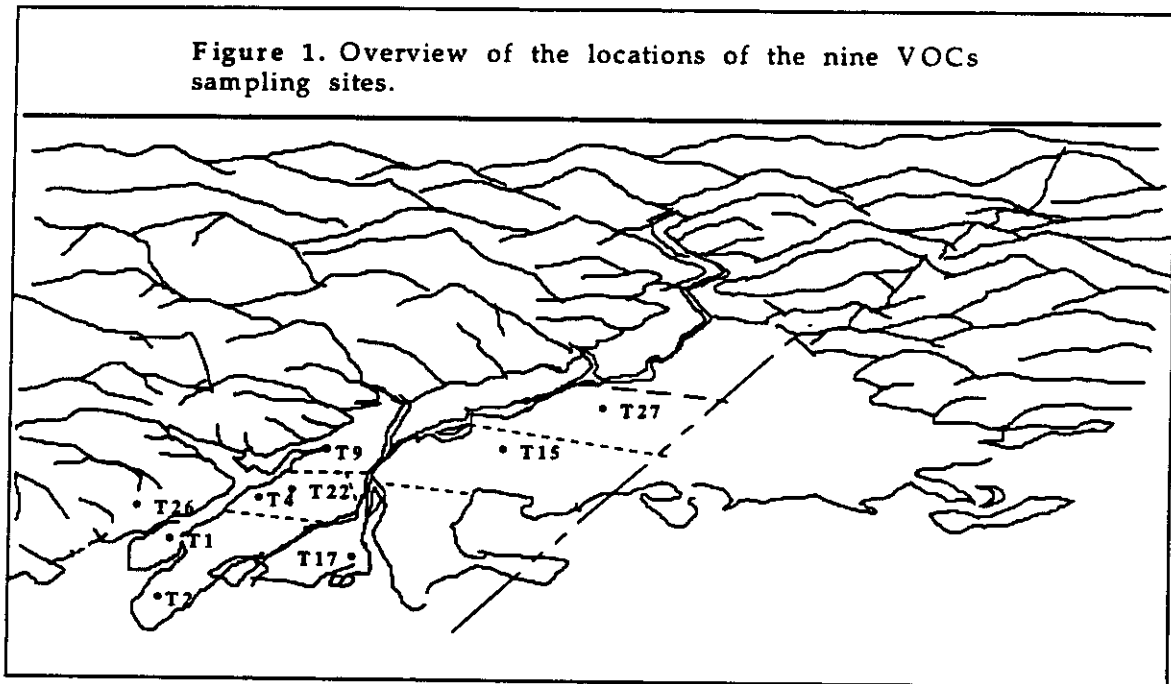 Figure 1. Overview of the locations of the nine VOCs
sampling sites.
T27
T9
T15
T26
T4
T22
T1
T17
T2